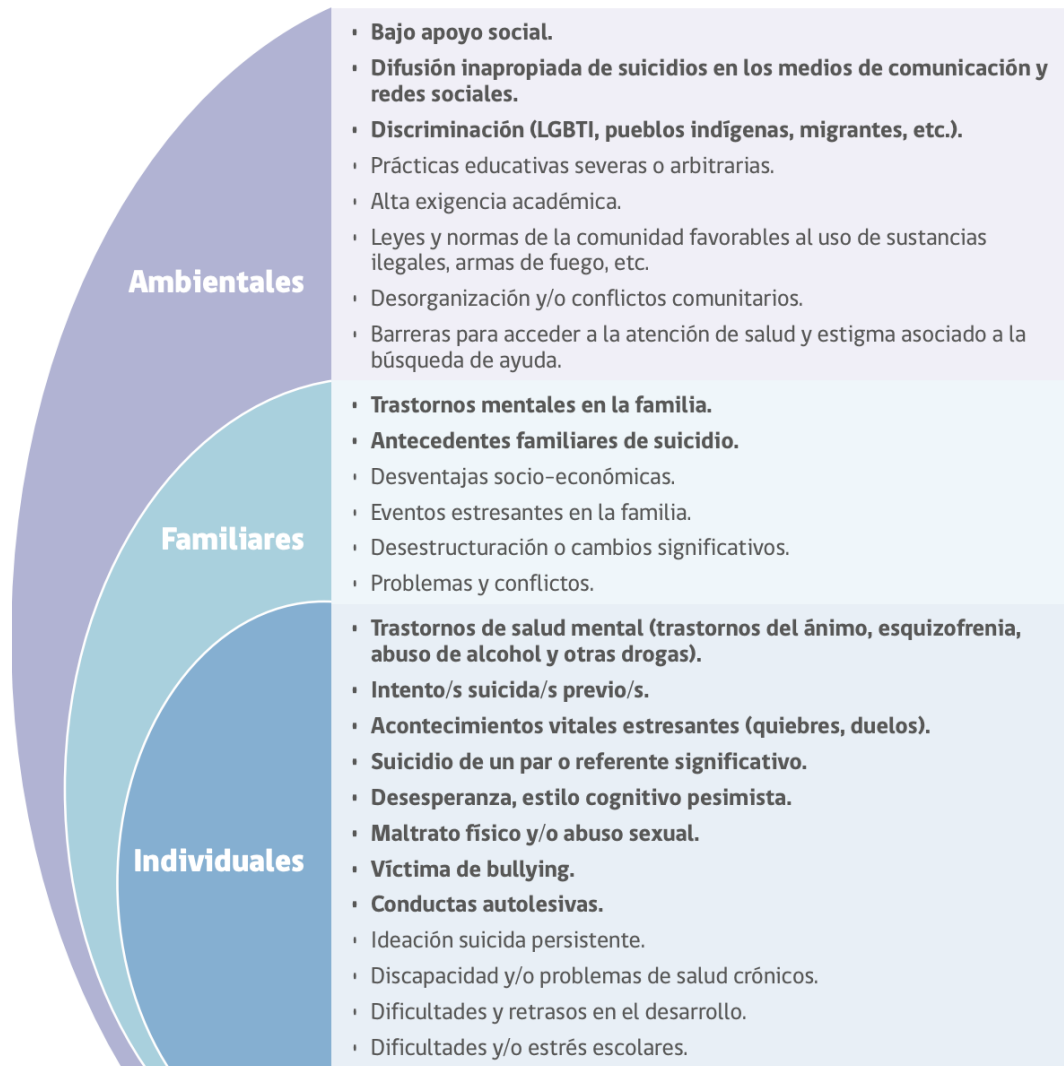 Ambientales
• Bajo apoyo social.
• Difusión inapropiada de suicidios en los medios de comunicación y
redes sociales.
• Discriminación (LGBTI, pueblos indígenas, migrantes, etc.).
• Prácticas educativas severas o arbitrarias.
• Alta exigencia académica.
• Leyes y normas de la comunidad favorables al uso de sustancias
ilegales, armas de fuego, etc.
• Desorganización y/o conflictos comunitarios.
• Barreras para acceder a la atención de salud y estigma asociado a la
búsqueda de ayuda.
Familiares
• Trastornos mentales en la familia.
• Antecedentes familiares de suicidio.
• Desventajas socio-económicas.
• Eventos estresantes en la familia.
• Desestructuración o cambios significativos.
• Problemas y conflictos.
Individuales
• Trastornos de salud mental (trastornos del ánimo, esquizofrenia,
abuso de alcohol y otras drogas).
• Intento/s suicida/s previo/s.
• Acontecimientos vitales estresantes (quiebres, duelos).
• Suicidio de un par o referente significativo.
• Desesperanza, estilo cognitivo pesimista.
• Maltrato físico y/o abuso sexual.
• Víctima de bullying.
• Conductas autolesivas.
• Ideación suicida persistente.
• Discapacidad y/o problemas de salud crónicos.
• Dificultades y retrasos en el desarrollo.
• Dificultades y/o estrés escolares.